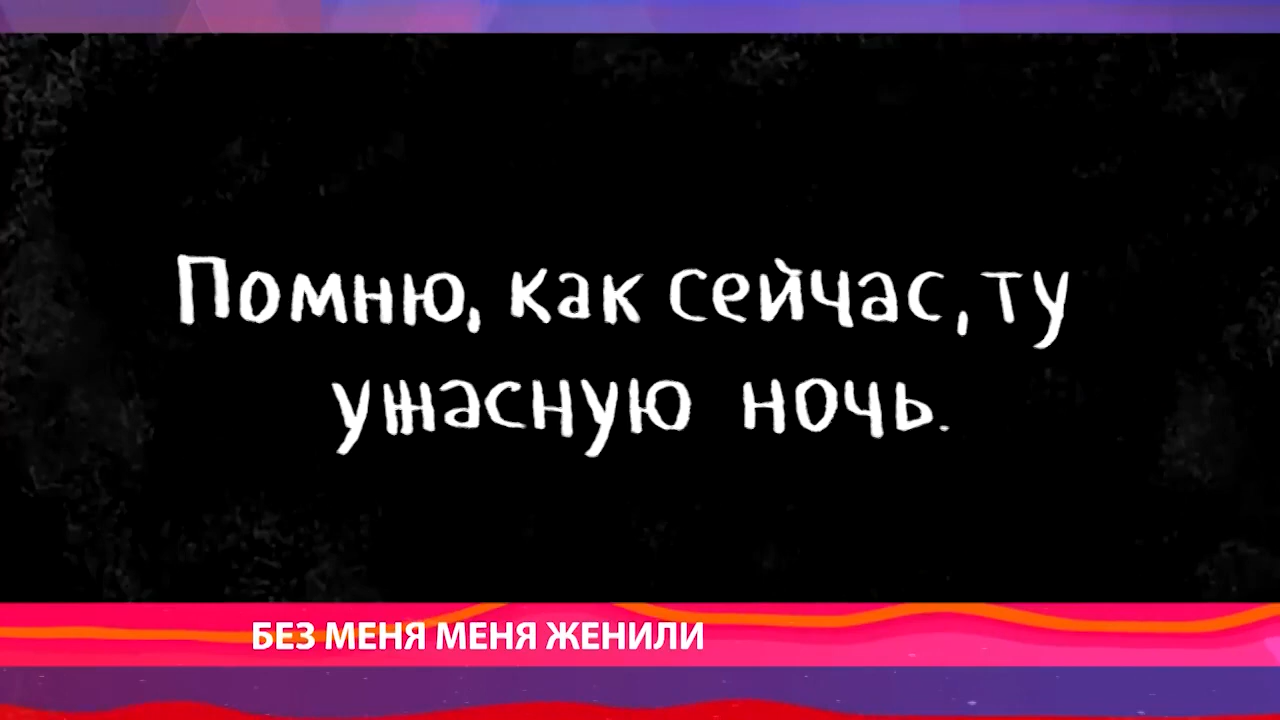 Помню, как сейчас, ту
ужасную ночь.
БЕЗ МЕНЯ МЕНЯ ЖЕНИЛИ